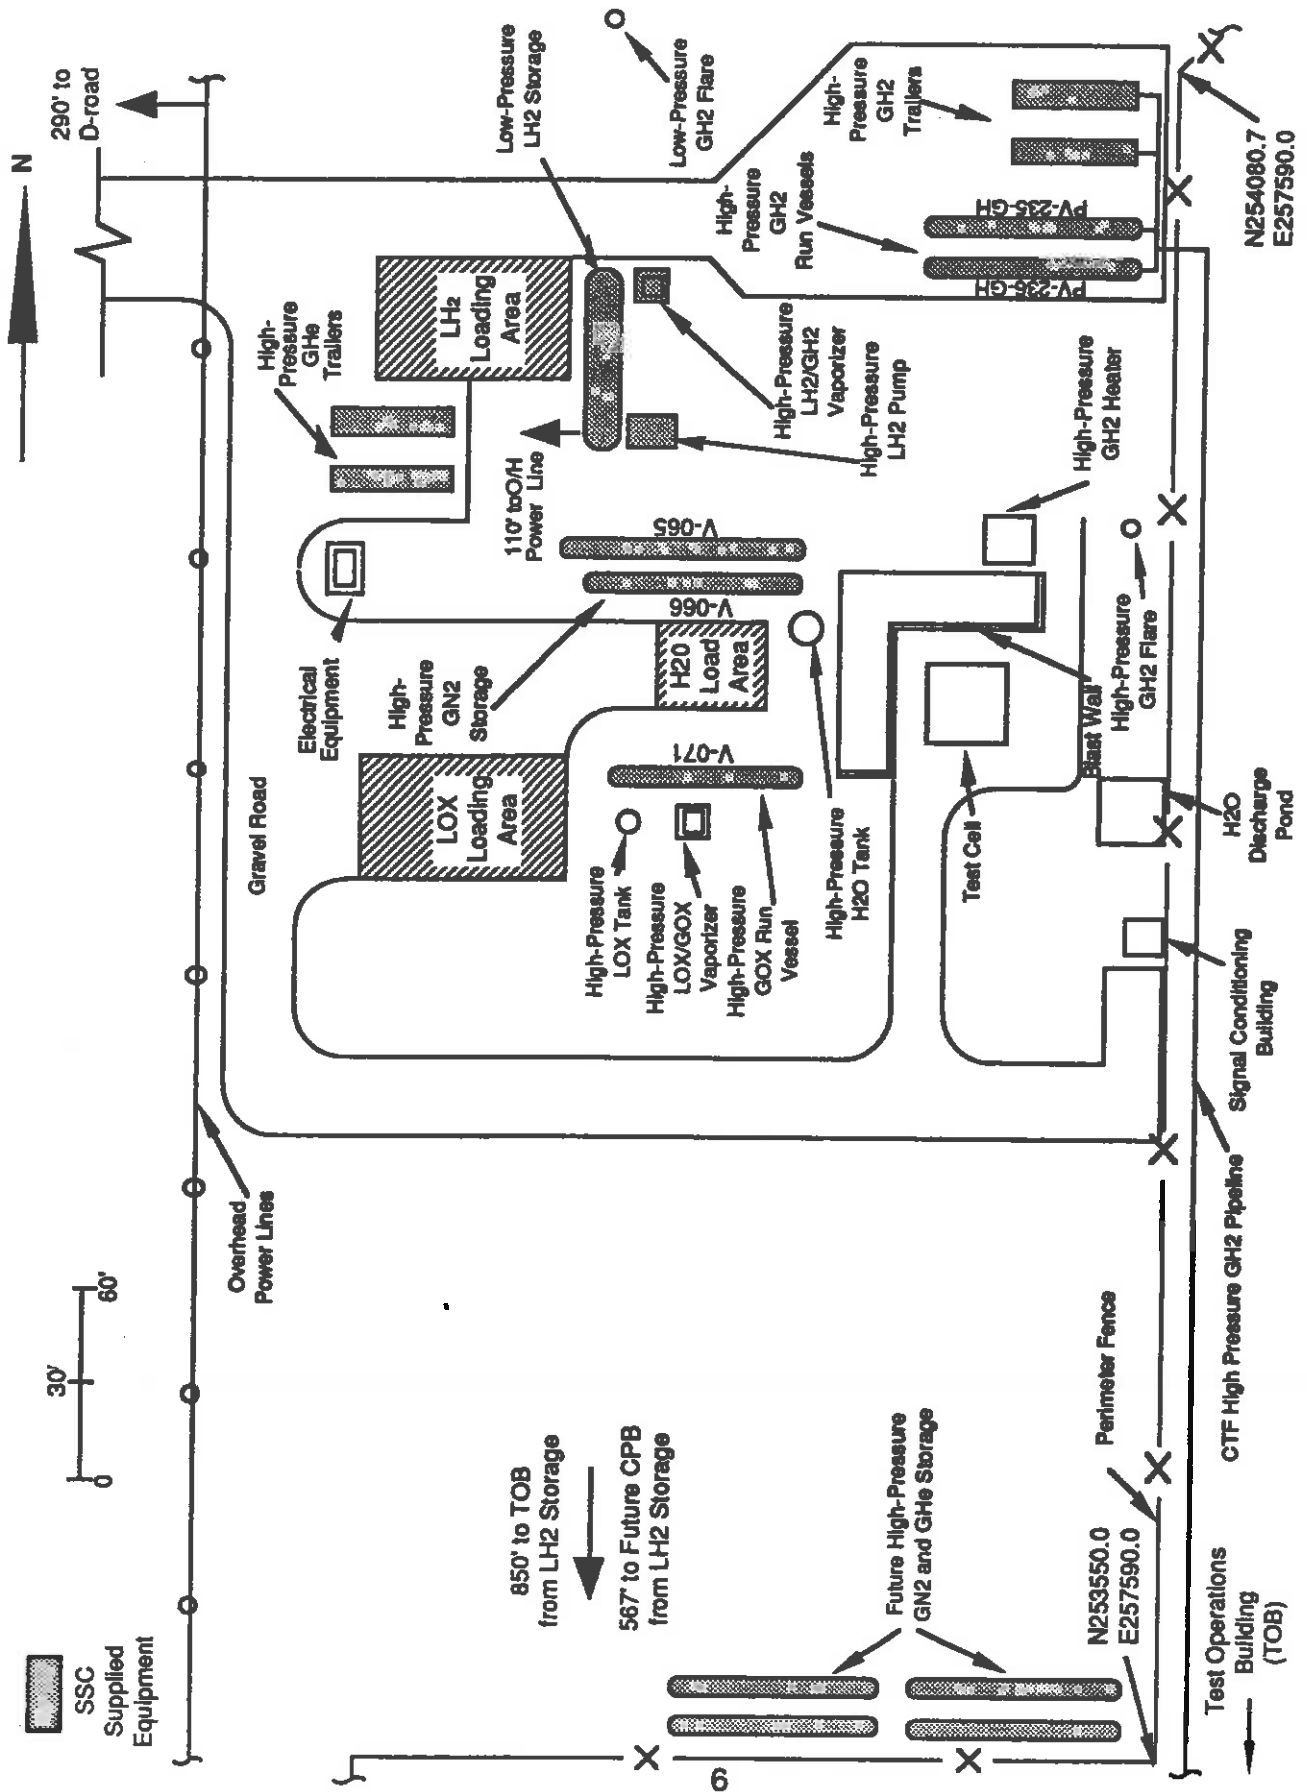 SSC
Supplied
Equipment
0
30'
60'
N
290' to
D-road
Overhead
Power Lines
Gravel Road
Electrical
Equipment
High-
Pressure
GHe
Trailers
LH2
Loading
Area
Low-Pressure
LH2 Storage
Low-Pressure
GH2 Flare
High-
Pressure
GN2
Storage
110' toO/H
Power Line
High-Pressure
LH2/GH2
Vaporizer
High-Pressure
LH2 Pump
High-
Pressure
GH2
Run Vessels
High-
Pressure
GH2
Trailers
PV-235-GH
PV-236-GH
V-065
V-066
V-071
LOX
Loading
Area
H20
Load
Area
High-Pressure
LOX Tank
High-Pressure
LOX/GOX
Vaporizer
High-Pressure
GOX Run
Vessel
High-Pressure
H2O Tank
Test Cell
Blast Wall
High-Pressure
GH2 Heater
High-Pressure
GH2 Flare
850' to TOB
from LH2 Storage
567' to Future CPB
from LH2 Storage
Future High-Pressure
GN2 and GHe Storage
N253550.0
E257590.0
Perimeter Fence
N254080.7
E257590.0
H2O
Discharge
Pond
Signal Conditioning
Building
CTF High Pressure GH2 Pipeline
Test Operations
Building
(TOB)
9